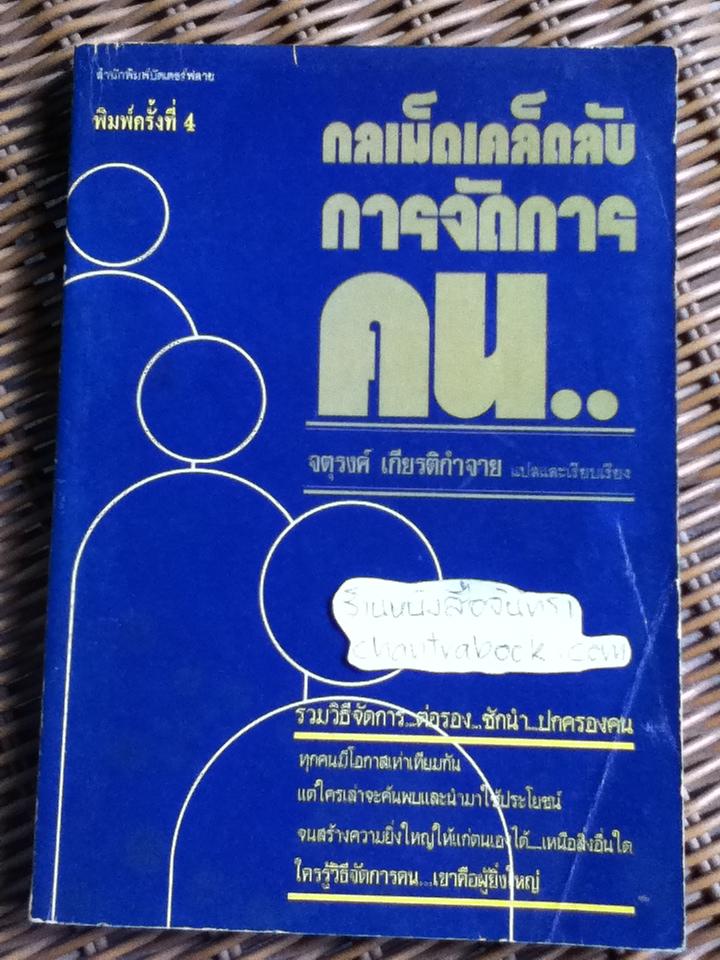 สำนักพิมพ์บัตเตอร์ฟลาย
พิมพ์ครั้งที่ 4
กลเม็ดเคล็ดลับ
การจัดการ
คน..
จตุรงค์ เกียรติกำจาย แปลและเรียบเรียง
ร้านหนังสือจันทรา
chantrabook.com
รวมวิธีจัดการ...ต่อรอง...ชักนำ...ปกครองคน
ทุกคนมีโอกาสเท่าเทียมกัน
แต่ใครเล่าจะค้นพบและนำมาใช้ประโยชน์
จนสร้างความยิ่งใหญ่ให้แก่ตนเองได้....เหนือสิ่งอื่นใด
ใครรู้วิธีจัดการคน....เขาคือผู้ยิ่งใหญ่